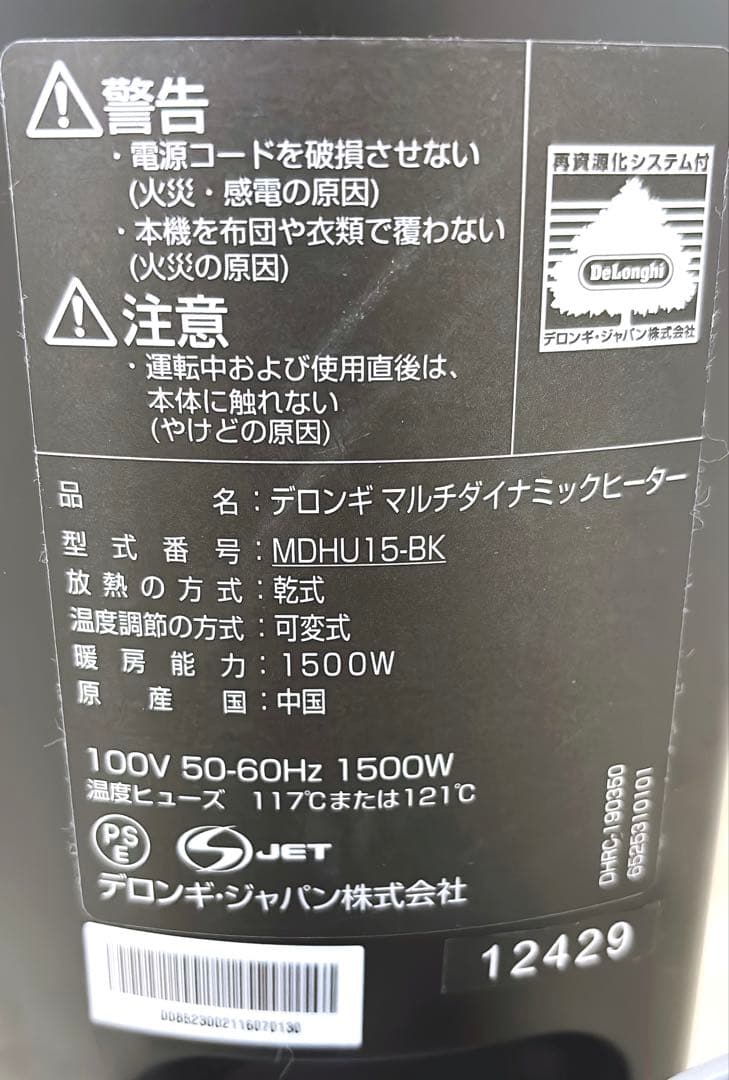 警告
・電源コードを破損させない
(火災・感電の原因)
・本機を布団や衣類で覆わない
(火災の原因)
注意
・運転中および使用直後は、
本体に触れない
(やけどの原因)
再資源化システム付
DeLonghi
デロンギ・ジャパン株式会社
品名：デロンギ マルチダイナミックヒーター
型式番号：MDHU15-BK
放熱の方式：乾式
温度調節の方式：可変式
暖房能力：1500W
原産国：中国
100V 50-60Hz 1500W
温度ヒューズ 117℃または121℃
PSE
S JET
デロンギ・ジャパン株式会社
DHRC-190350
6525310101
12429